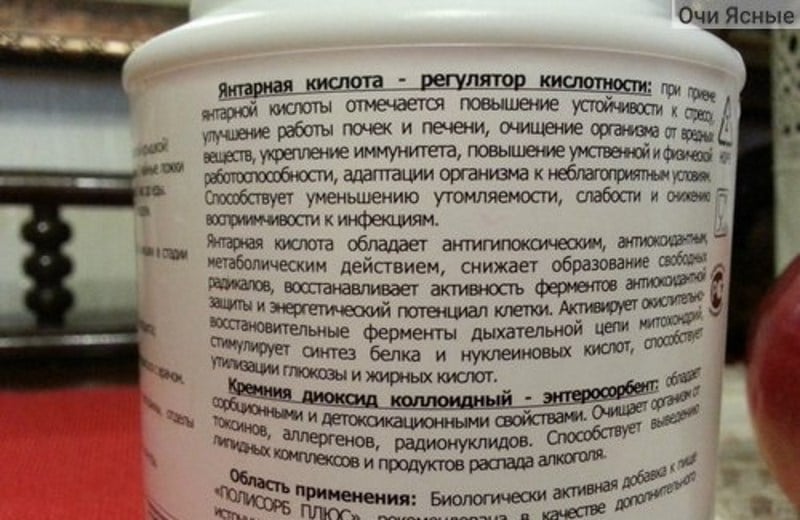 Очи Ясные
Янтарная кислота - регулятор кислотности: при приеме
янтарной кислоты отмечается повышение устойчивости к стрессу,
улучшение работы почек и печени, очищение организма от вредных
веществ, укрепление иммунитета, повышение умственной и физической
работоспособности, адаптации организма к неблагоприятным условиям.
Способствует уменьшению утомляемости, слабости и снижению
восприимчивости к инфекциям.
Янтарная кислота обладает антигипоксическим, антиоксидантным,
метаболическим действием, снижает образование свободных
радикалов, восстанавливает активность ферментов антиоксидантной
защиты и энергетический потенциал клетки. Активирует окислительно-
восстановительные ферменты дыхательной цепи митохондрий,
стимулирует синтез белка и нуклеиновых кислот, способствует
утилизации глюкозы и жирных кислот.
Кремния диоксид коллоидный - энтеросорбент: обладает
сорбционными и детоксикационными свойствами. Очищает организм от
токсинов, аллергенов, радионуклидов. Способствует выведению
липидных комплексов и продуктов распада алкоголя.
Область применения: Биологически активная добавка к пище
«ПОЛИСОРБ ПЛЮС» рекомендована в качестве дополнительного